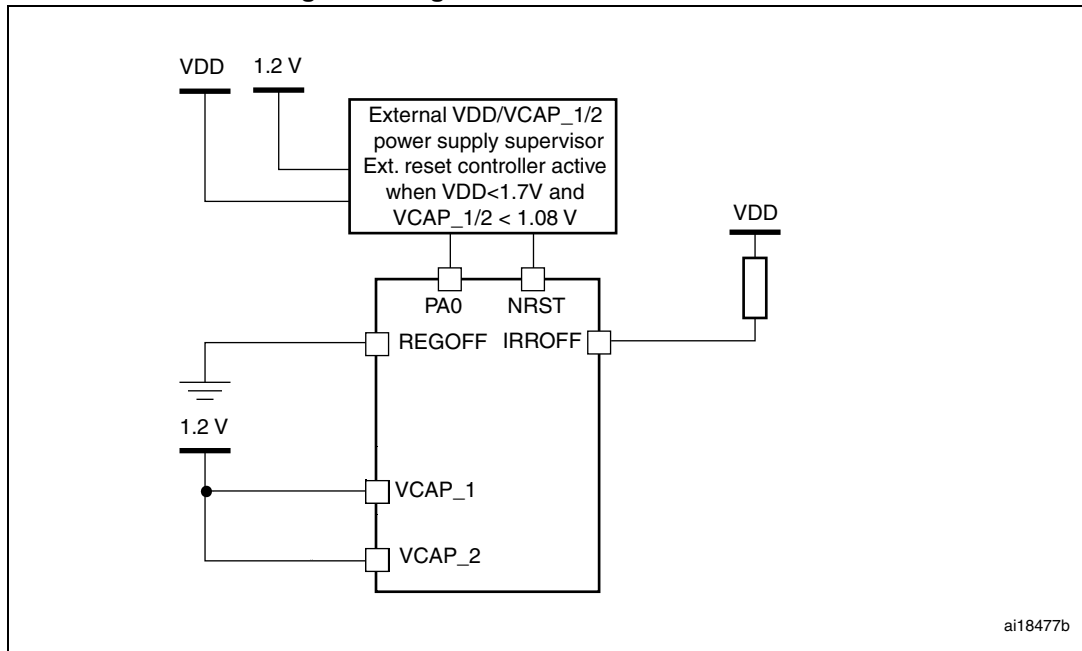 VDD
1.2 V
External VDD/VCAP_1/2
power supply supervisor
Ext. reset controller active
when VDD<1.7V and
VCAP_1/2 < 1.08 V
VDD
PA0
NRST
REGOFF
IRROFF
1.2 V
VCAP_1
VCAP_2
ai18477b